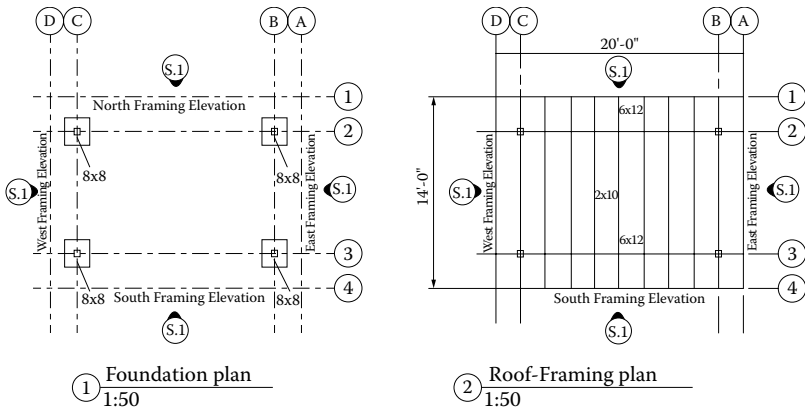 D
C
B
A
S.1
North Framing Elevation
1
2
8x8
8x8
West Framing Elevation
S.1
East Framing Elevation
S.1
3
8x8
8x8
South Framing Elevation
4
S.1
1
Foundation plan
1:50
D
C
B
A
20'-0"
S.1
1
6x12
2
14'-0"
West Framing Elevation
S.1
2x10
East Framing Elevation
S.1
6x12
3
South Framing Elevation
4
S.1
2
Roof-Framing plan
1:50